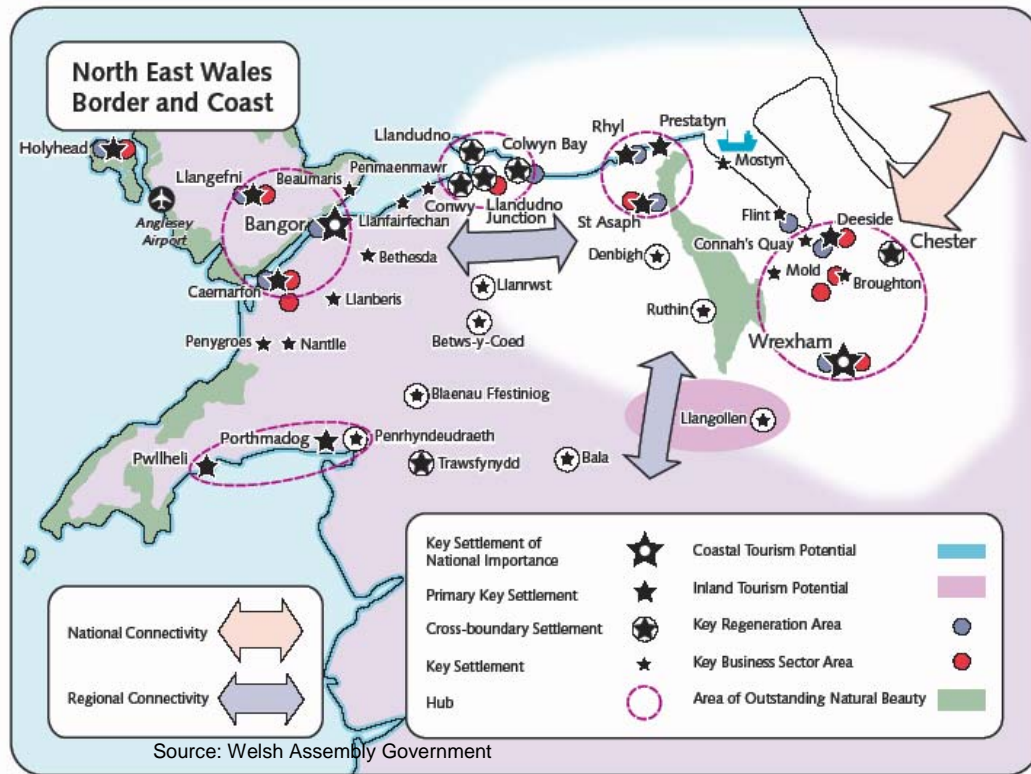 North East Wales
Border and Coast
Holyhead
Anglesey
Airport
Llangefni
Beaumaris
Bangor
Caernarfon
Penmaenmawr
Llanfairfechan
Bethesda
Llanberis
Penygroes
Nantlle
Llandudno
Colwyn Bay
Conwy
Llandudno
Junction
Rhyl
Prestatyn
Mostyn
St Asaph
Flint
Deeside
Connah's Quay
Chester
Mold
Broughton
Denbigh
Llanrwst
Ruthin
Betws-y-Coed
Wrexham
Blaenau Ffestiniog
Llangollen
Porthmadog
Penrhyndeudraeth
Pwllheli
Trawsfynydd
Bala
Key Settlement of
National Importance
Primary Key Settlement
Cross-boundary Settlement
Key Settlement
Hub
Coastal Tourism Potential
Inland Tourism Potential
Key Regeneration Area
Key Business Sector Area
Area of Outstanding Natural Beauty
National Connectivity
Regional Connectivity
Source: Welsh Assembly Government